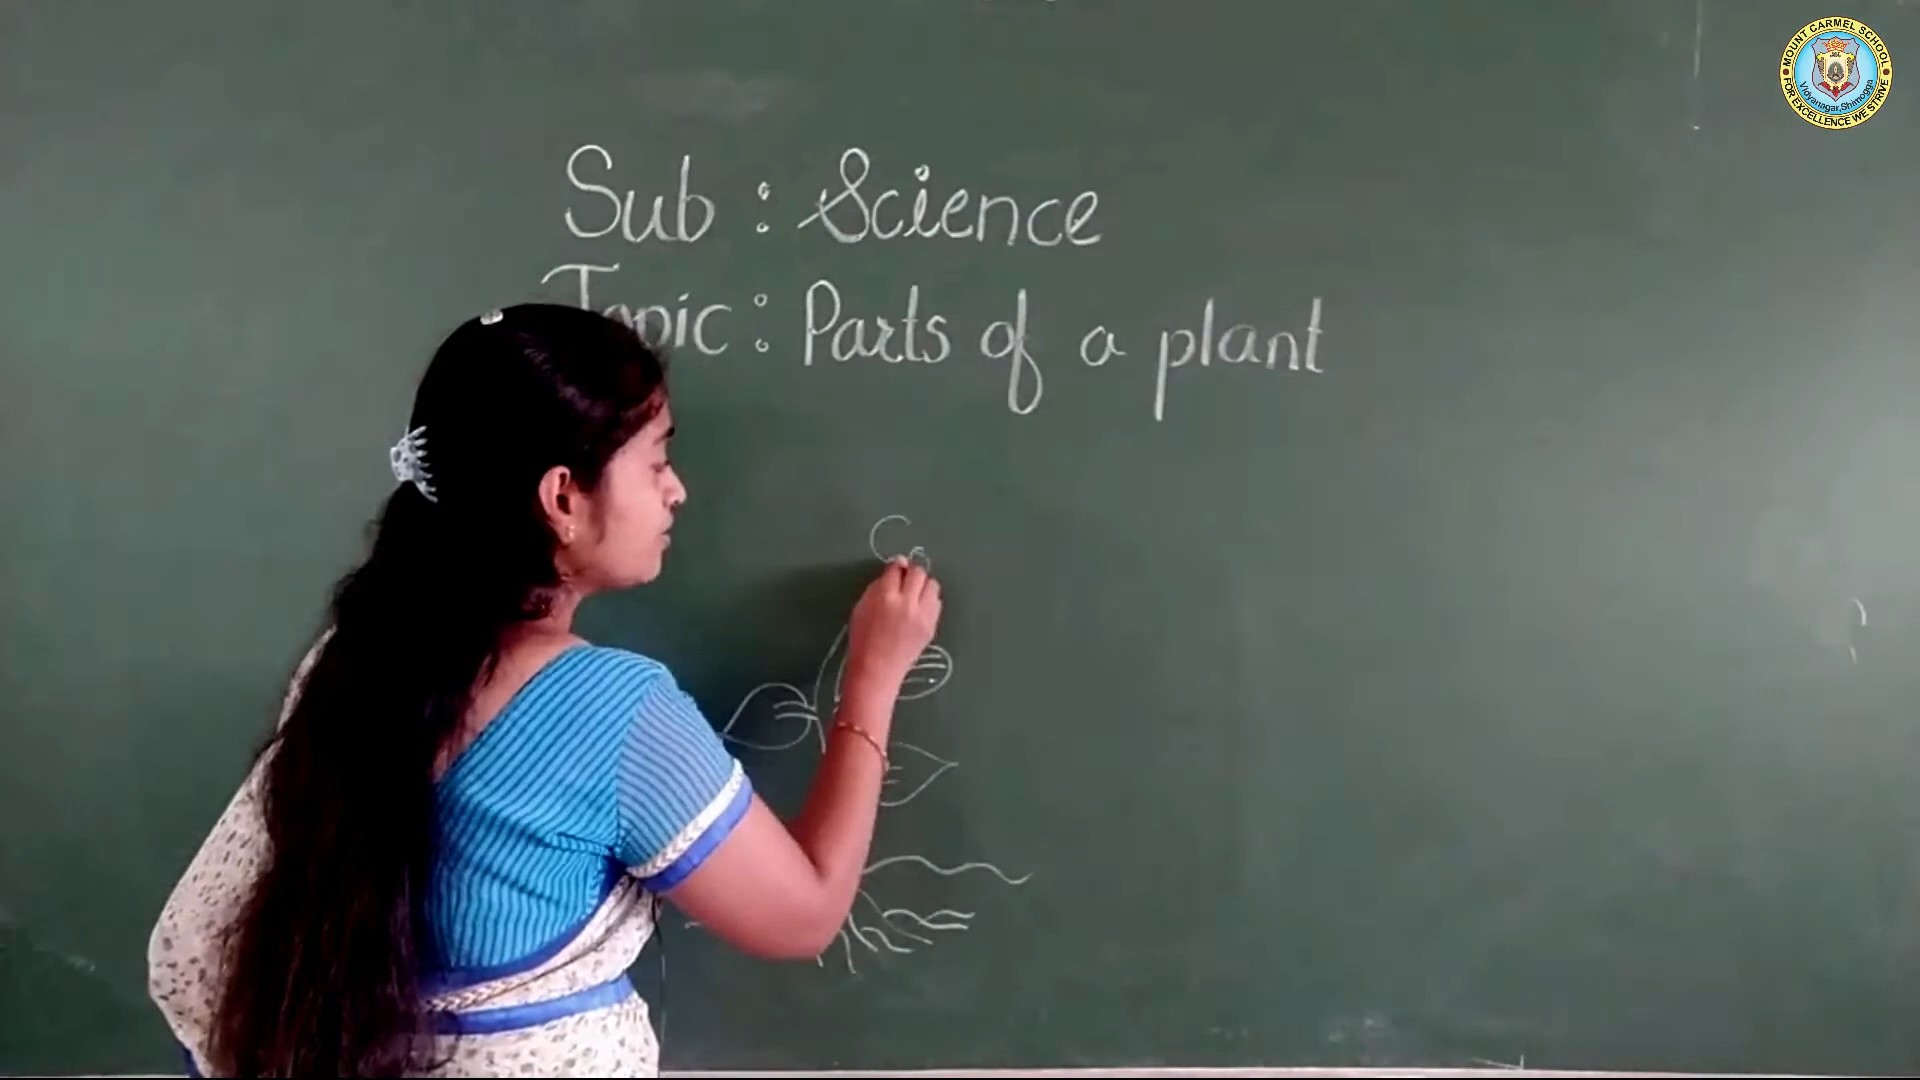 MOUNT CARMEL SCHOOL
Vidyanagar, Shimogga
FOR EXCELLENCE WE STRIVE
Sub : Science
Topic : Parts of a plant